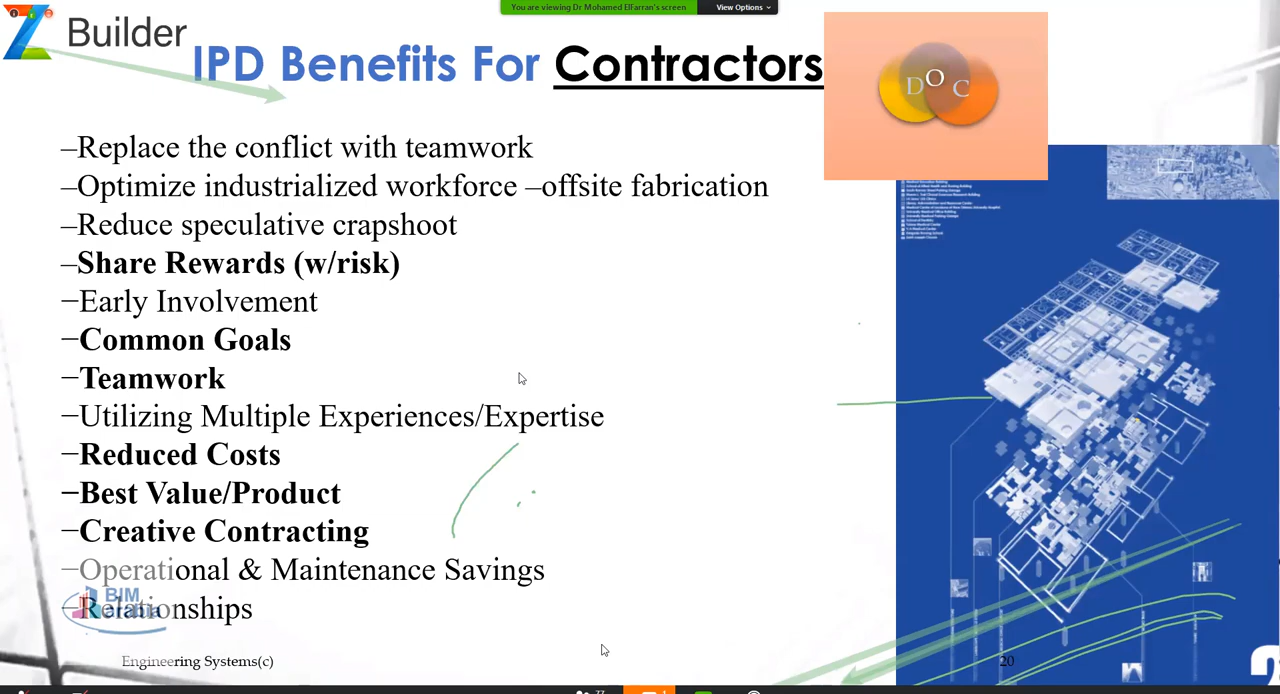 You are viewing Dr Mohamed ElFarran's screen
View Options
Builder
IPD Benefits For Contractors
D O C
–Replace the conflict with teamwork
–Optimize industrialized workforce –offsite fabrication
–Reduce speculative crapshoot
–Share Rewards (w/risk)
–Early Involvement
–Common Goals
–Teamwork
–Utilizing Multiple Experiences/Expertise
–Reduced Costs
–Best Value/Product
–Creative Contracting
–Operational & Maintenance Savings
–Relationships
BIM
arabia
Engineering Systems(c)
20